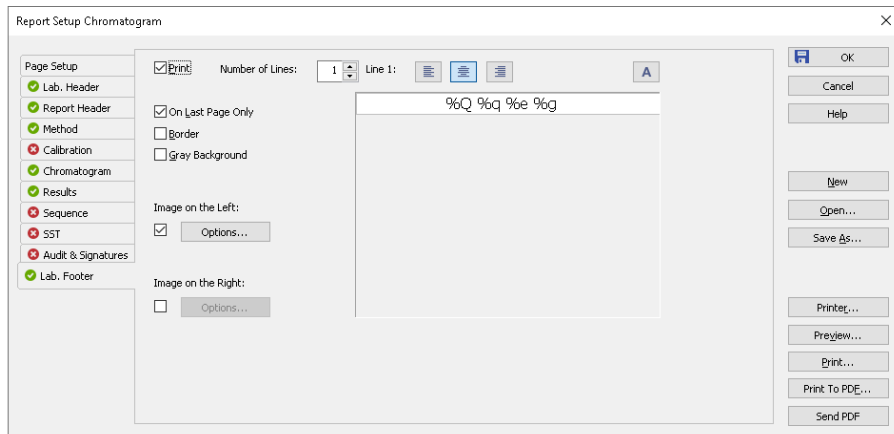 Report Setup Chromatogram
Page Setup
Lab. Header
Report Header
Method
Calibration
Chromatogram
Results
Sequence
SST
Audit & Signatures
Lab. Footer
Print Number of Lines: 1 Line 1: A
%Q %q %e %g
On Last Page Only
Border
Gray Background
Image on the Left:
Options...
Image on the Right:
Options...
OK
Cancel
Help
New
Open...
Save As...
Printer...
Preview...
Print...
Print To PDF...
Send PDF